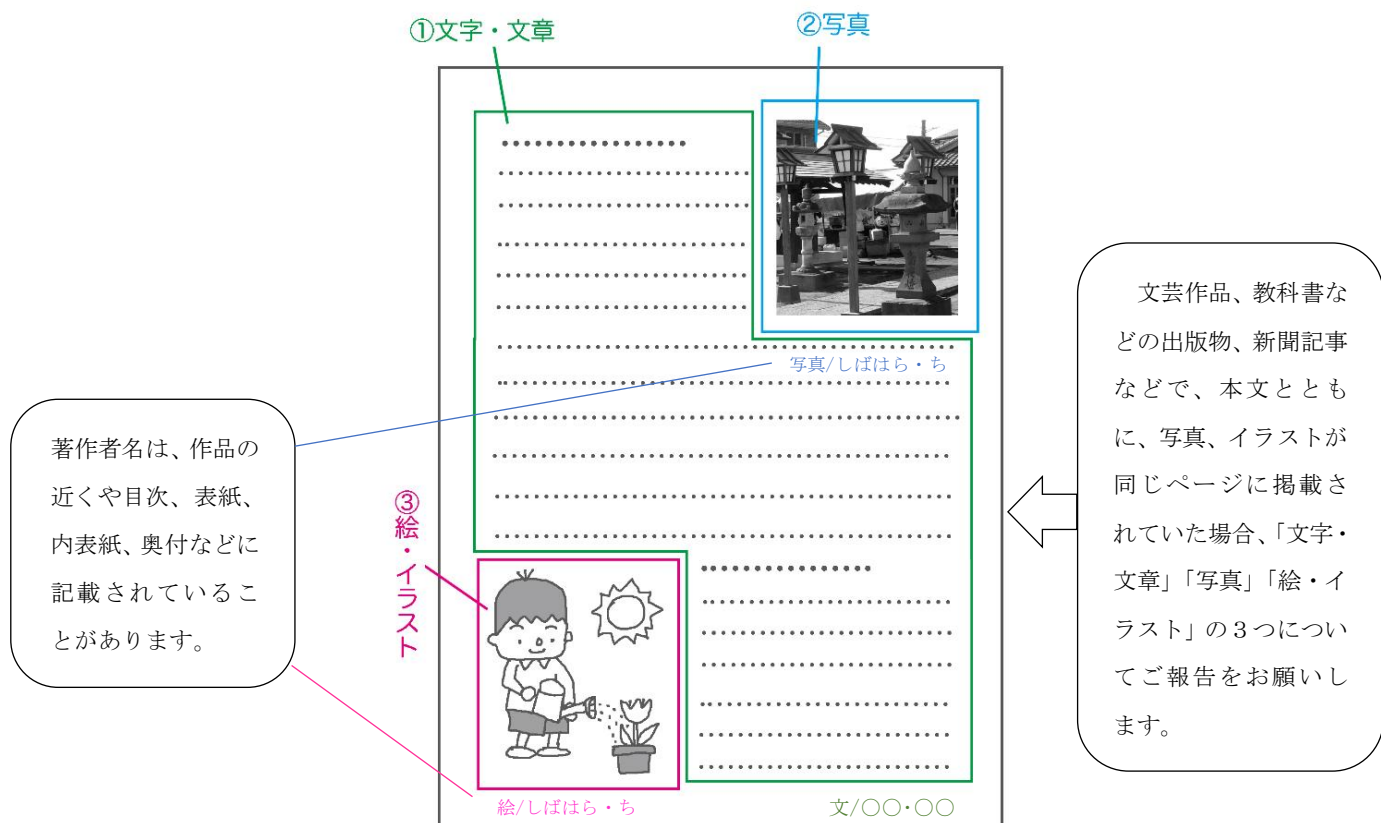 ①文字・文章
②写真
写真/しばはら・ち
著作者名は、作品の
近くや目次、表紙、
内表紙、奥付などに
記載されているこ
とがあります。
③絵・イラスト
絵/しばはら・ち
文/○○・○○
文芸作品、教科書な
どの出版物、新聞記事
などで、本文ととも
に、写真、イラストが
同じページに掲載さ
れていた場合、「文字・
文章」「写真」「絵・イ
ラスト」の３つについ
てご報告をお願いし
ます。